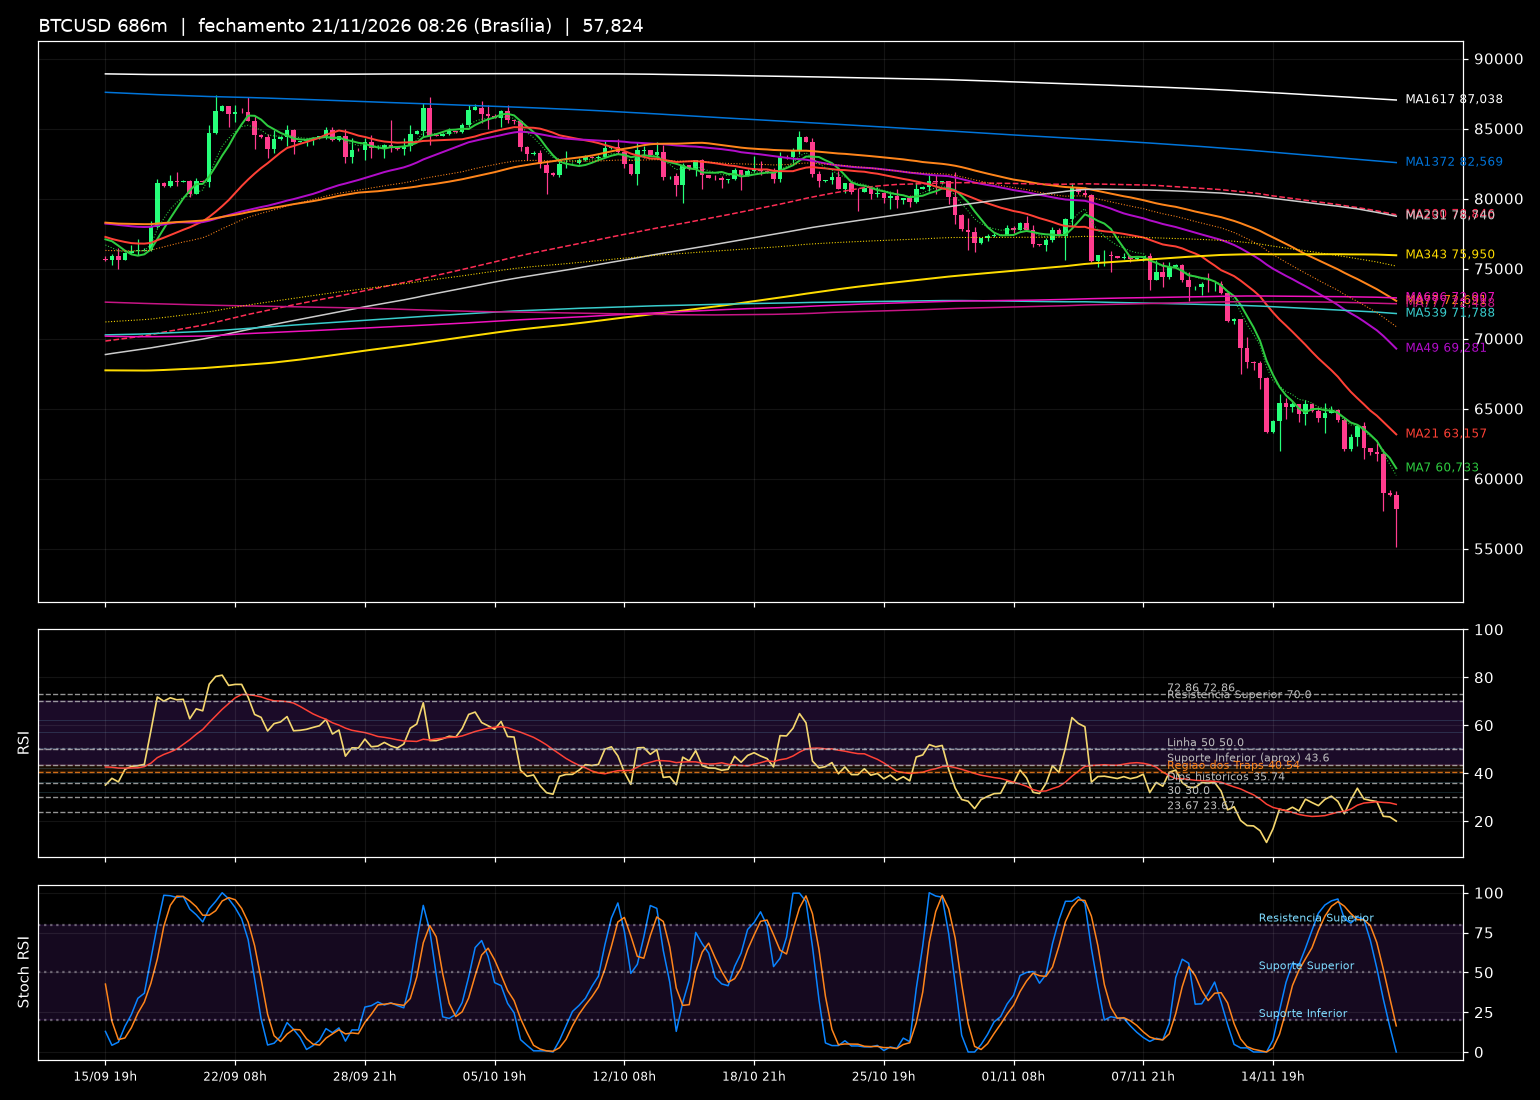 BTCUSD 686m | fechamento 21/11/2026 08:26 (Brasília) | 57,824
90000
MA1617 87,038
85000
MA1372 82,569
80000
MA343 75,950
75000
MA539 71,788
70000
MA49 69,281
65000
MA21 63,157
MA7 60,733
60000
55000
100
80
72.86 72.86
Resistencia Superior 70.0
60
RSI
Linha 50 50.0
Suporte Inferior (aprox) 43.6
Região dos Traps 40.54
40
35.74
30 30.0
23.67 23.67
20
100
Resistencia Superior
75
Stoch RSI
Suporte Superior
50
25
Suporte Inferior
0
15/09 19h
22/09 08h
28/09 21h
05/10 19h
12/10 08h
18/10 21h
25/10 19h
01/11 08h
07/11 21h
14/11 19h